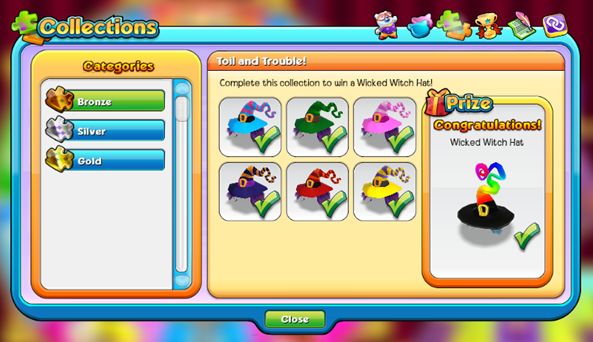 Collections
Categories
Bronze
Silver
Gold
Toil and Trouble!
Complete this collection to win a Wicked Witch Hat!
Prize
Congratulations!
Wicked Witch Hat
Close